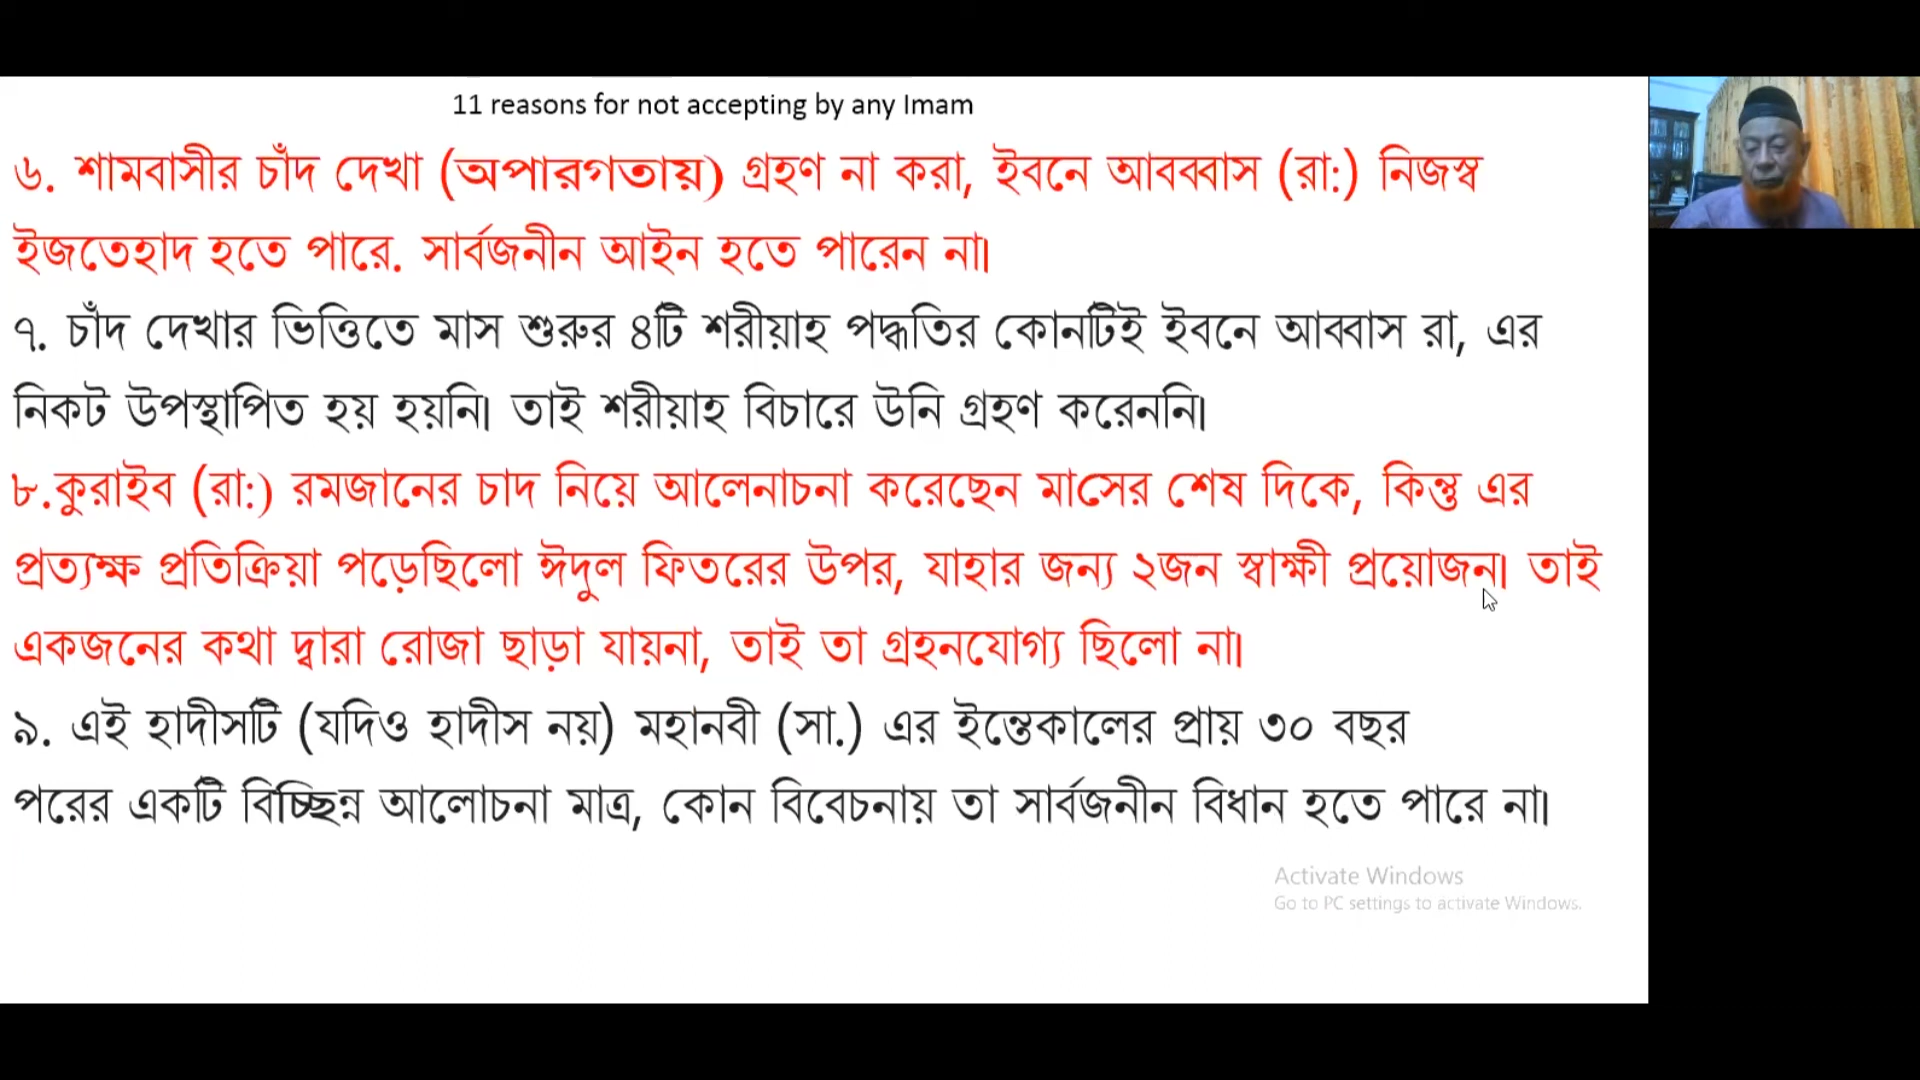 11 reasons for not accepting by any Imam
৬. শামবাসীর চাঁদ দেখা (অপারগতায়) গ্রহণ না করা, ইবনে আবব্বাস (রা:) নিজস্ব
ইজতেহাদ হতে পারে. সার্বজনীন আইন হতে পারেন না।
৭. চাঁদ দেখার ভিত্তিতে মাস শুরুর ৪টি শরীয়াহ পদ্ধতির কোনটিই ইবনে আব্বাস রা, এর
নিকট উপস্থাপিত হয় হয়নি। তাই শরীয়াহ বিচারে উনি গ্রহণ করেননি।
৮.কুরাইব (রা:) রমজানের চাদ নিয়ে আলেনাচনা করেছেন মাসের শেষ দিকে, কিন্তু এর
প্রত্যক্ষ প্রতিক্রিয়া পড়েছিলো ঈদুল ফিতরের উপর, যাহার জন্য ২জন স্বাক্ষী প্রয়োজন। তাই
একজনের কথা দ্বারা রোজা ছাড়া যায়না, তাই তা গ্রহনযোগ্য ছিলো না।
৯. এই হাদীসটি (যদিও হাদীস নয়) মহানবী (সা.) এর ইন্তেকালের প্রায় ৩০ বছর
পরের একটি বিচ্ছিন্ন আলোচনা মাত্র, কোন বিবেচনায় তা সার্বজনীন বিধান হতে পারে না।
Activate Windows
Go to PC settings to activate Windows.